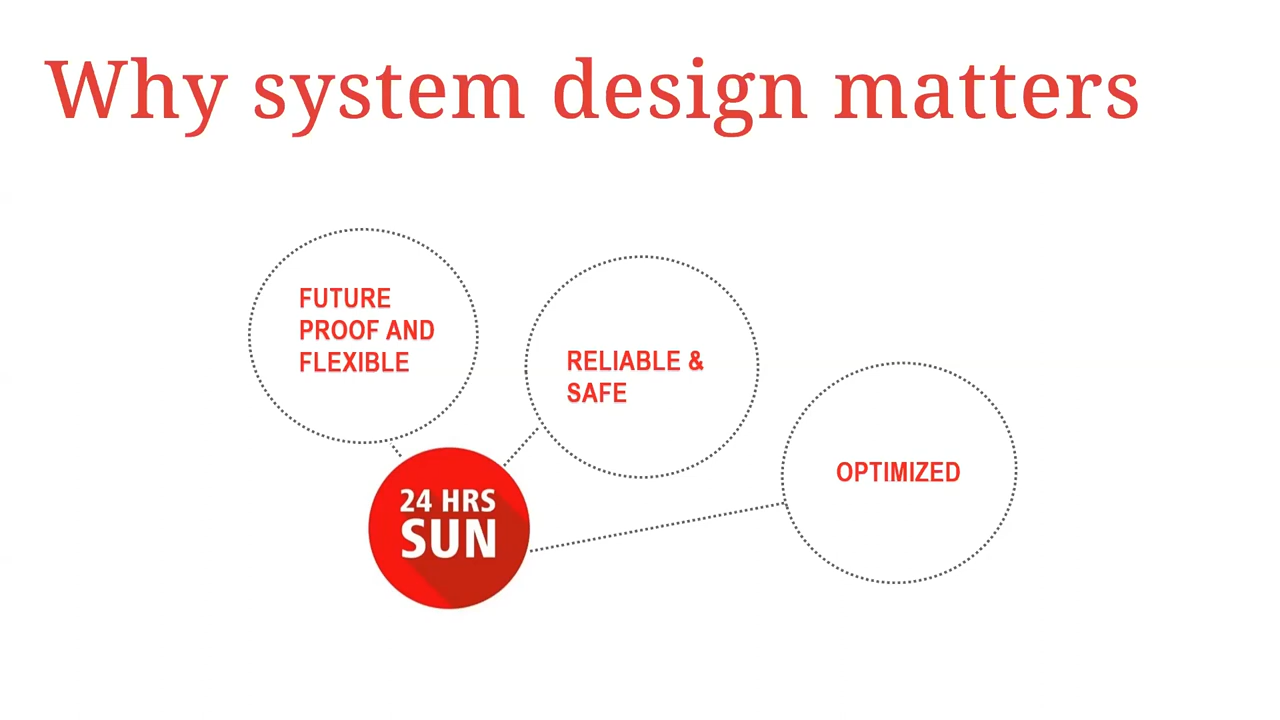 Why system design matters
FUTURE
PROOF AND
FLEXIBLE
RELIABLE &
SAFE
OPTIMIZED
24 HRS
SUN